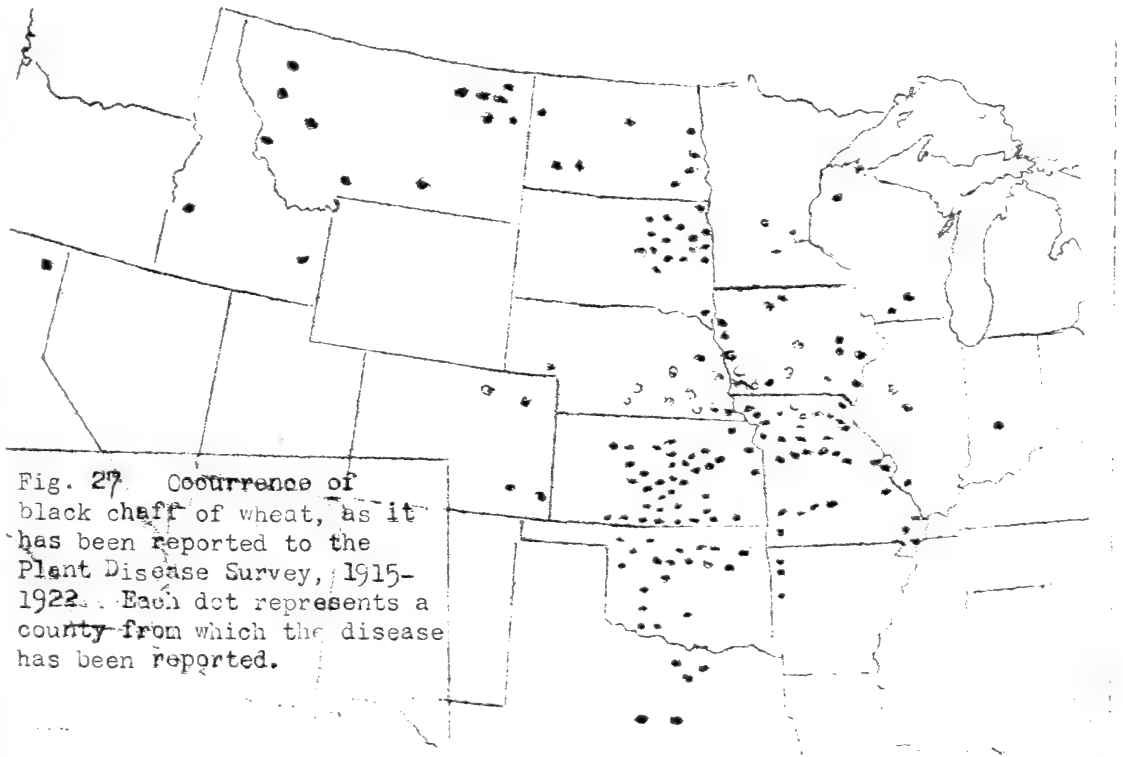 Fig. 27 Occurrence of
black chaff of wheat, as it
has been reported to the
Plant Disease Survey, 1915-
1922. Each dot represents a
county from which the disease
has been reported.